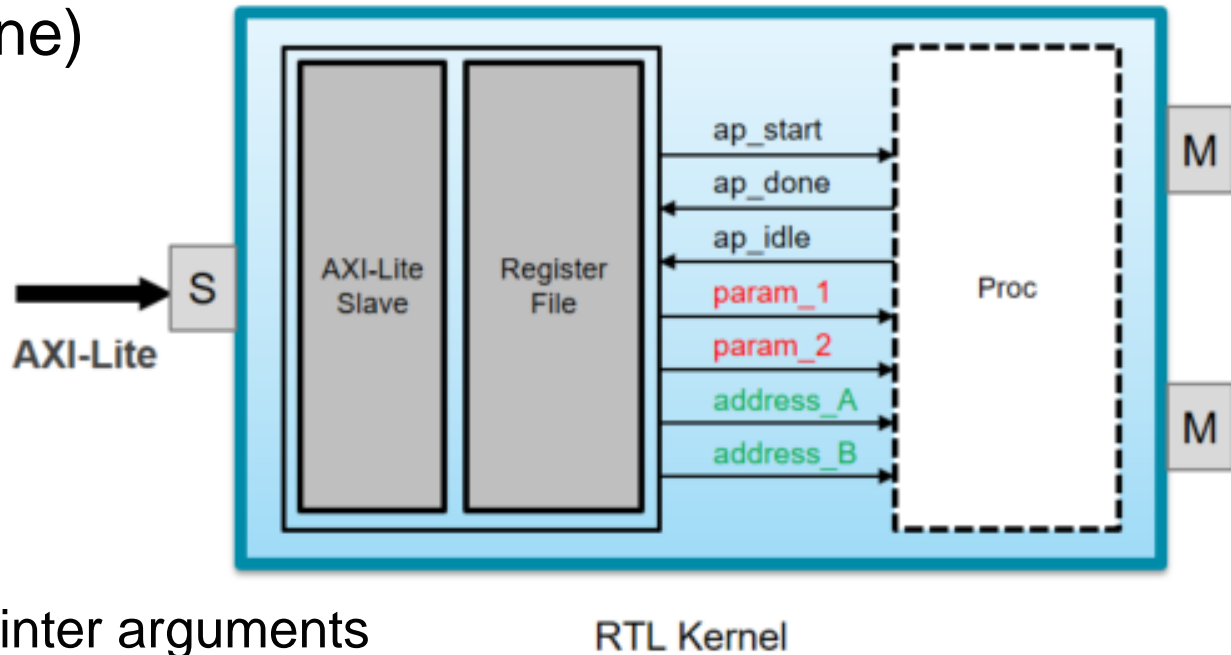 ne)
ap_start
M
ap_done
ap_idle
S
AXI-Lite
Slave
Register
File
Proc
param_1
AXI-Lite
param_2
address_A
M
address_B
inter arguments
RTL Kernel